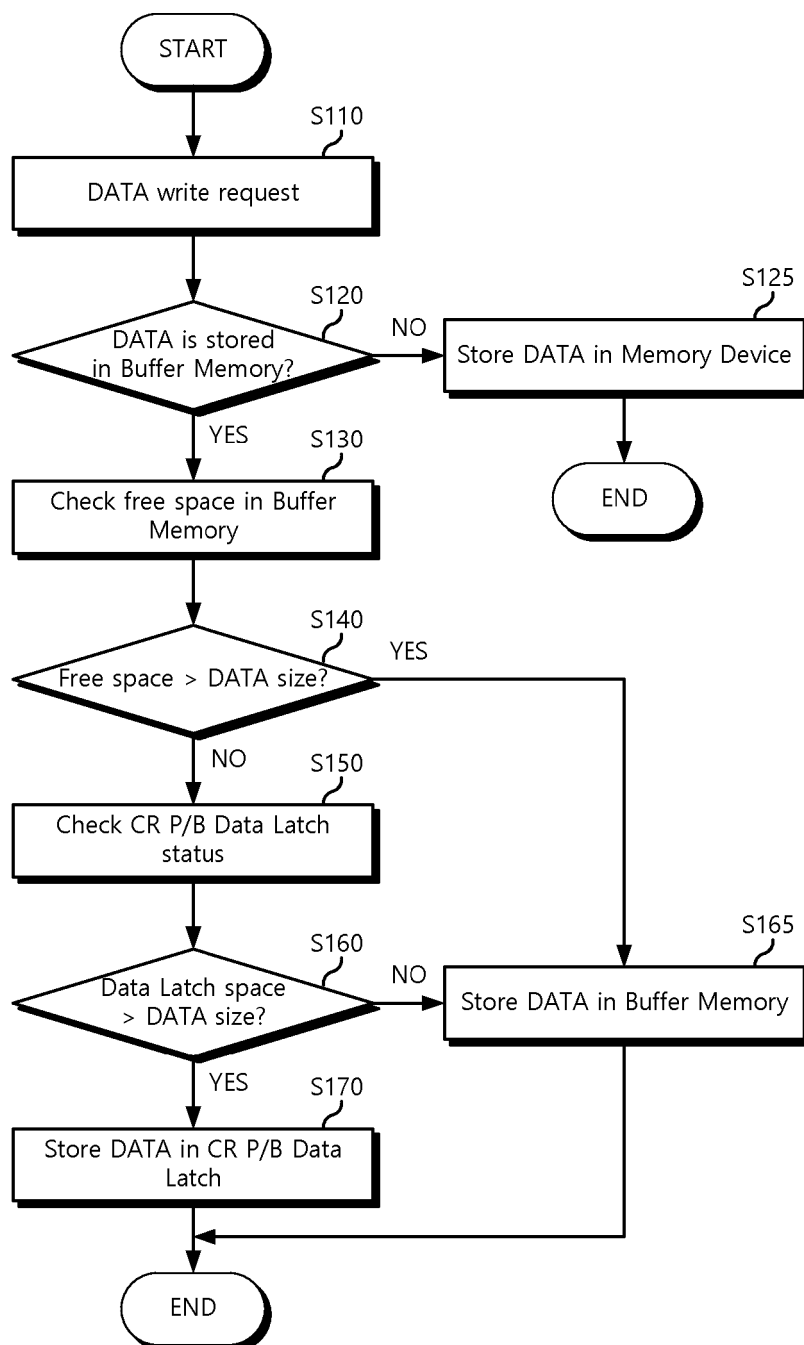 START
S110
DATA write request
S120
DATA is stored
in Buffer Memory?
NO
S125
Store DATA in Memory Device
END
YES
S130
Check free space in Buffer
Memory
S140
Free space > DATA size?
YES
NO
S150
Check CR P/B Data Latch
status
S160
Data Latch space
> DATA size?
NO
S165
Store DATA in Buffer Memory
YES
S170
Store DATA in CR P/B Data
Latch
END